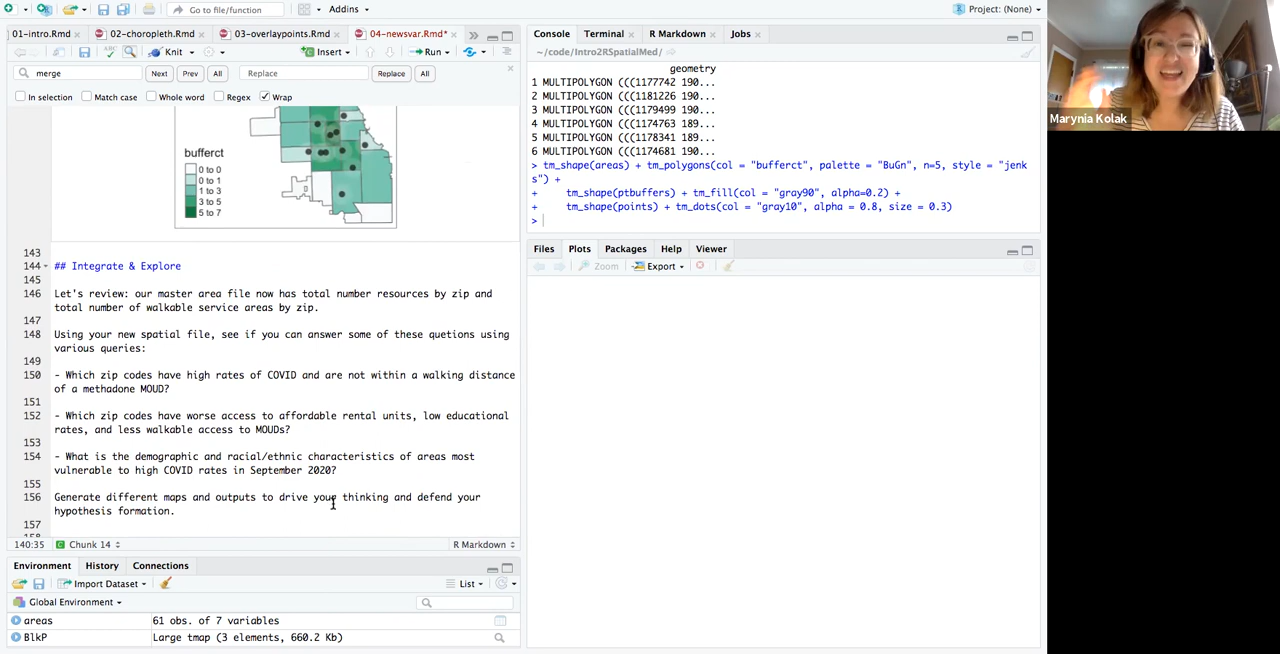 Go to file/function
Addins
Project: (None)
01-intro.Rmd
02-choropleth.Rmd
03-overlaypoints.Rmd
04-newsvar.Rmd*
Knit
Insert
Run
merge
Next
Prev
All
Replace
Replace
All
In selection
Match case
Whole word
Regex
Wrap
bufferct
0 to 0
0 to 1
1 to 3
3 to 5
5 to 7
143
144 ## Integrate & Explore
145
146 Let's review: our master area file now has total number resources by zip and
total number of walkable service areas by zip.
147
148 Using your new spatial file, see if you can answer some of these quetions using
various queries:
149
150 - Which zip codes have high rates of COVID and are not within a walking distance
of a methadone MOUD?
151
152 - Which zip codes have worse access to affordable rental units, low educational
rates, and less walkable access to MOUDs?
153
154 - What is the demographic and racial/ethnic characteristics of areas most
vulnerable to high COVID rates in September 2020?
155
156 Generate different maps and outputs to drive your thinking and defend your
hypothesis formation.
157
140:35 Chunk 14 R Markdown
Environment History Connections
Import Dataset List
Global Environment
areas 61 obs. of 7 variables
BlkP Large tmap (3 elements, 660.2 Kb)
Console Terminal R Markdown Jobs
~/code/Intro2RSpatialMed/
geometry
1 MULTIPOLYGON (((1177742 190...
2 MULTIPOLYGON (((1181226 190...
3 MULTIPOLYGON (((1179499 190...
4 MULTIPOLYGON (((1174763 189...
5 MULTIPOLYGON (((1178341 189...
6 MULTIPOLYGON (((1174681 190...
> tm_shape(areas) + tm_polygons(col = "bufferct", palette = "BuGn", n=5, style = "jenk
s") +
+ tm_shape(ptbuffers) + tm_fill(col = "gray90", alpha=0.2) +
+ tm_shape(points) + tm_dots(col = "gray10", alpha = 0.8, size = 0.3)
>
Files Plots Packages Help Viewer
Zoom Export
Marynia Kolak